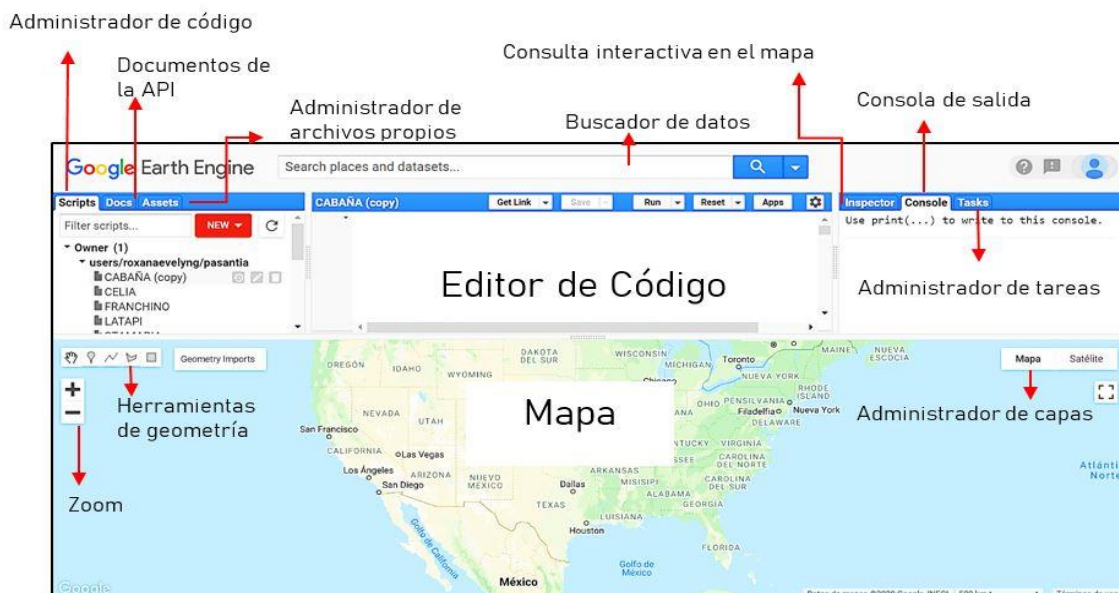 Administrador de código
Consulta interactiva en el mapa
Documentos de
la API
Consola de salida
Administrador de
archivos propios
Buscador de datos
Google Earth Engine
Search places and datasets...
Scripts Docs Assets
CABAÑA (copy)
Get Link Save Run Reset Apps
Inspector Console Tasks
Filter scripts...
NEW
Use print(...) to write to this console.
Owner (1)
users/roxanaevelyng/pasantia
CABAÑA (copy)
CELIA
FRANCHINO
LATAPI
Editor de Código
Administrador de tareas
Geometry Imports
Mapa Satélite
Herramientas
de geometría
Zoom
Mapa
Administrador de capas
OREGÓN
IDAHO
WYOMING
DAKOTA
DEL SUR
WISCONSIN
MICHIGAN
Toronto
MAINE
NUEVA
ESCOCIA
NUEVA YORK
Chicago
RHODE
ISLAND
NEVADA
UTAH
OHIO
PENSILVANIA
Filadelfia
Nueva York
DELAWARE
San Francisco
CALIFORNIA
Las Vegas
VIRGINIA
CAROLINA
DEL NORTE
Los Ángeles
ARIZONA
NUEVO
MÉXICO
San Diego
Dallas
ARKANSAS
MISISIPI
CAROLINA
DEL SUR
ALABAMA
GEORGIA
TEXAS
LUISIANA
Houston
FLORIDA
Golfo de California
Golfo de
México
México
Google